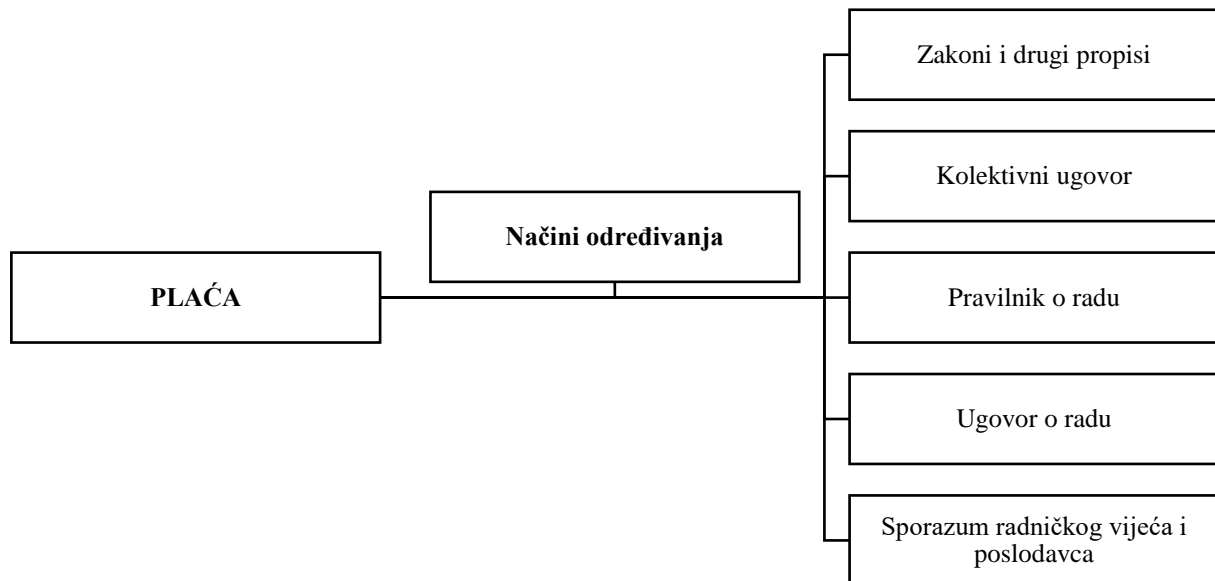 PLAĆA
Načini određivanja
Zakoni i drugi propisi
Kolektivni ugovor
Pravilnik o radu
Ugovor o radu
Sporazum radničkog vijeća i
poslodavca